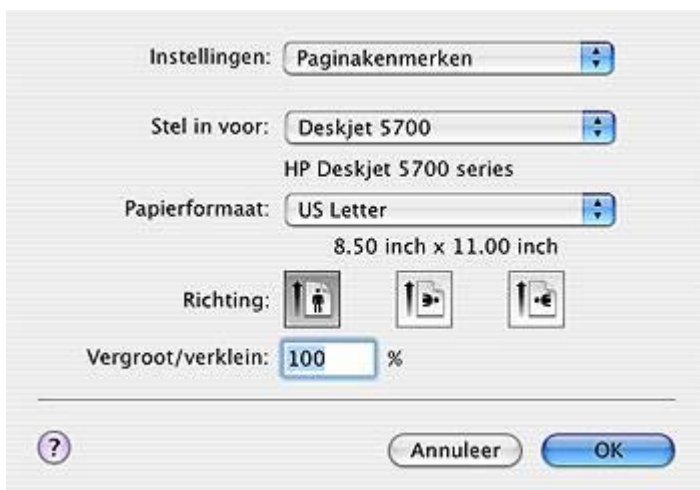 Instellingen: Paginakenmerken
Stel in voor: Deskjet 5700
HP Deskjet 5700 series
Papierformaat: US Letter
8.50 inch x 11.00 inch
Richting:
Vergroot/verklein: 100 %
? Annuleer OK